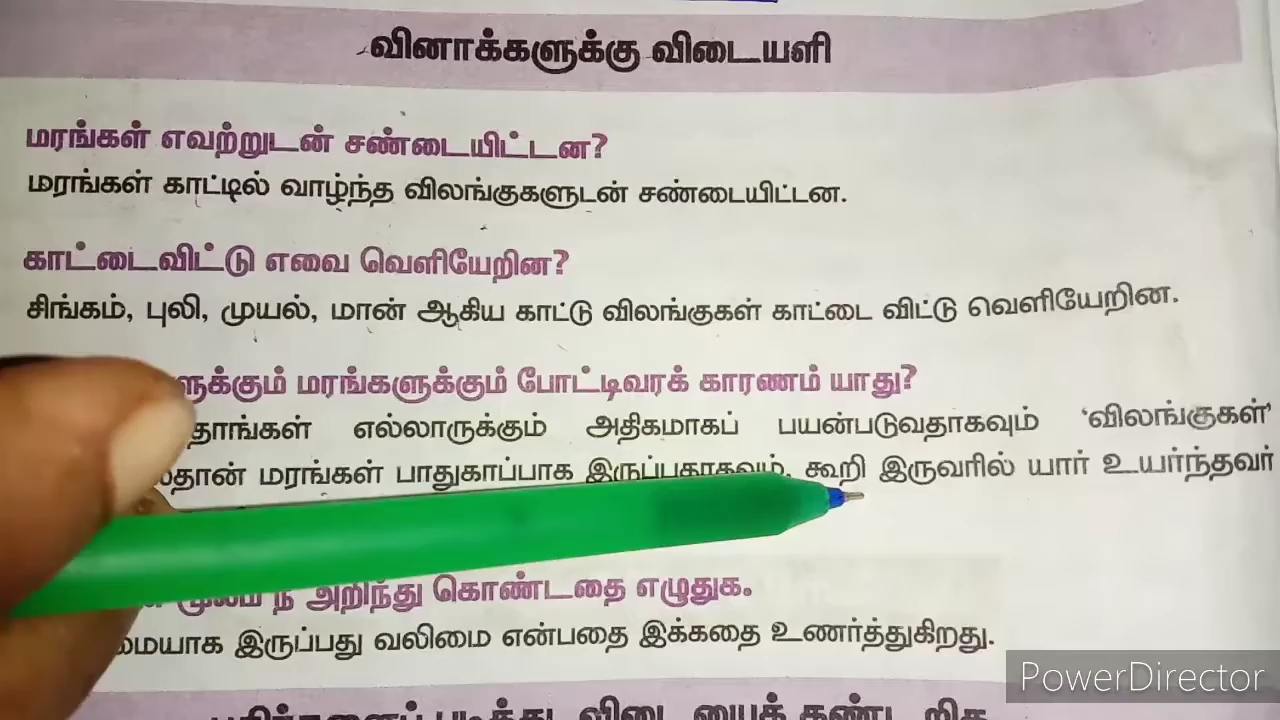 வினாக்களுக்கு விடையளி
மரங்கள் எவற்றுடன் சண்டையிட்டன?
மரங்கள் காட்டில் வாழ்ந்த விலங்குகளுடன் சண்டையிட்டன.
காட்டைவிட்டு எவை வெளியேறின?
சிங்கம், புலி, முயல், மான் ஆகிய காட்டு விலங்குகள் காட்டை விட்டு வெளியேறின.
மரங்களுக்கும் போட்டிவரக் காரணம் யாது?
எல்லாருக்கும் அதிகமாகப் பயன்படுவதாகவும் ‘விலங்குகள்’
மரங்கள் பாதுகாப்பாக இருப்பதாகவும், கூறி இருவரில் யார் உயர்ந்தவர்
நீ அறிந்து கொண்டதை எழுதுக.
இருப்பது வலிமை என்பதை இக்கதை உணர்த்துகிறது.
PowerDirector